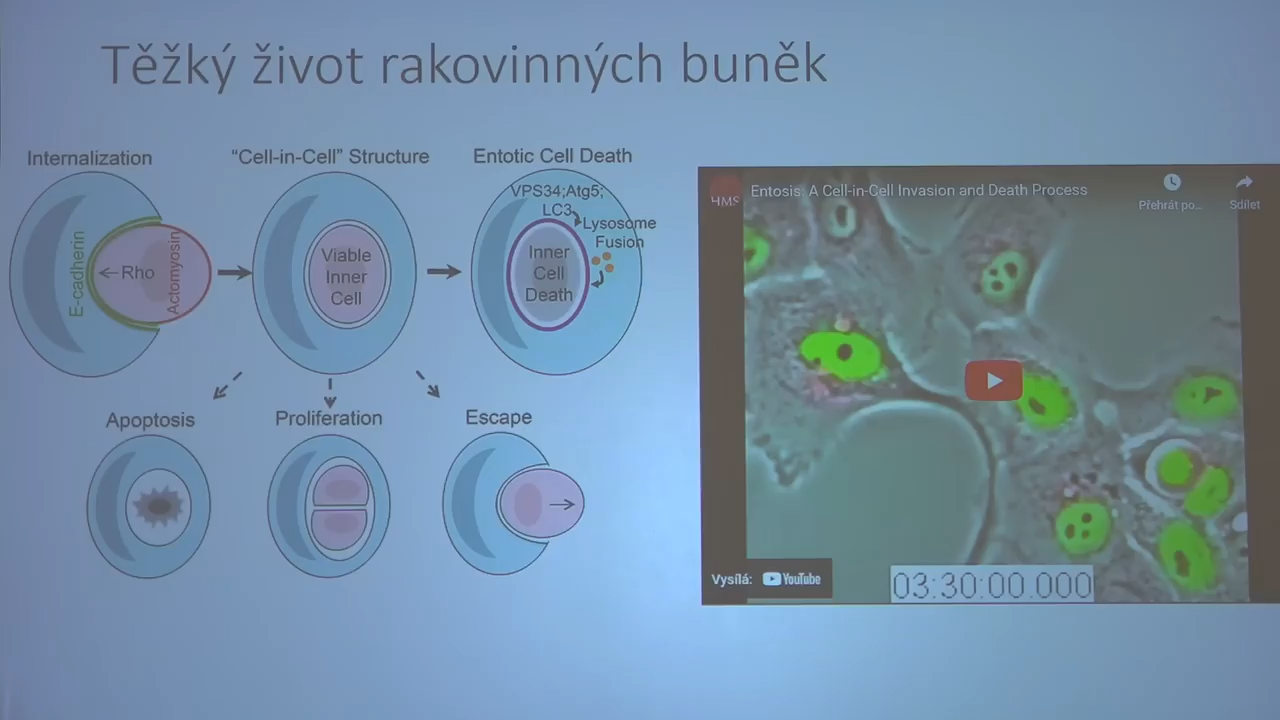 Těžký život rakovinných buněk
Internalization
"Cell-in-Cell" Structure
Entotic Cell Death
E-cadherin
Rho
Actomyosin
Viable
Inner
Cell
VPS34;Atg5;
LC3
Lysosome
Fusion
Inner
Cell
Death
Apoptosis
Proliferation
Escape
HMS
Entosis: A Cell-in-Cell Invasion and Death Process
Přehrát po...
Sdílet
Vysílá: YouTube
03:30:00.000